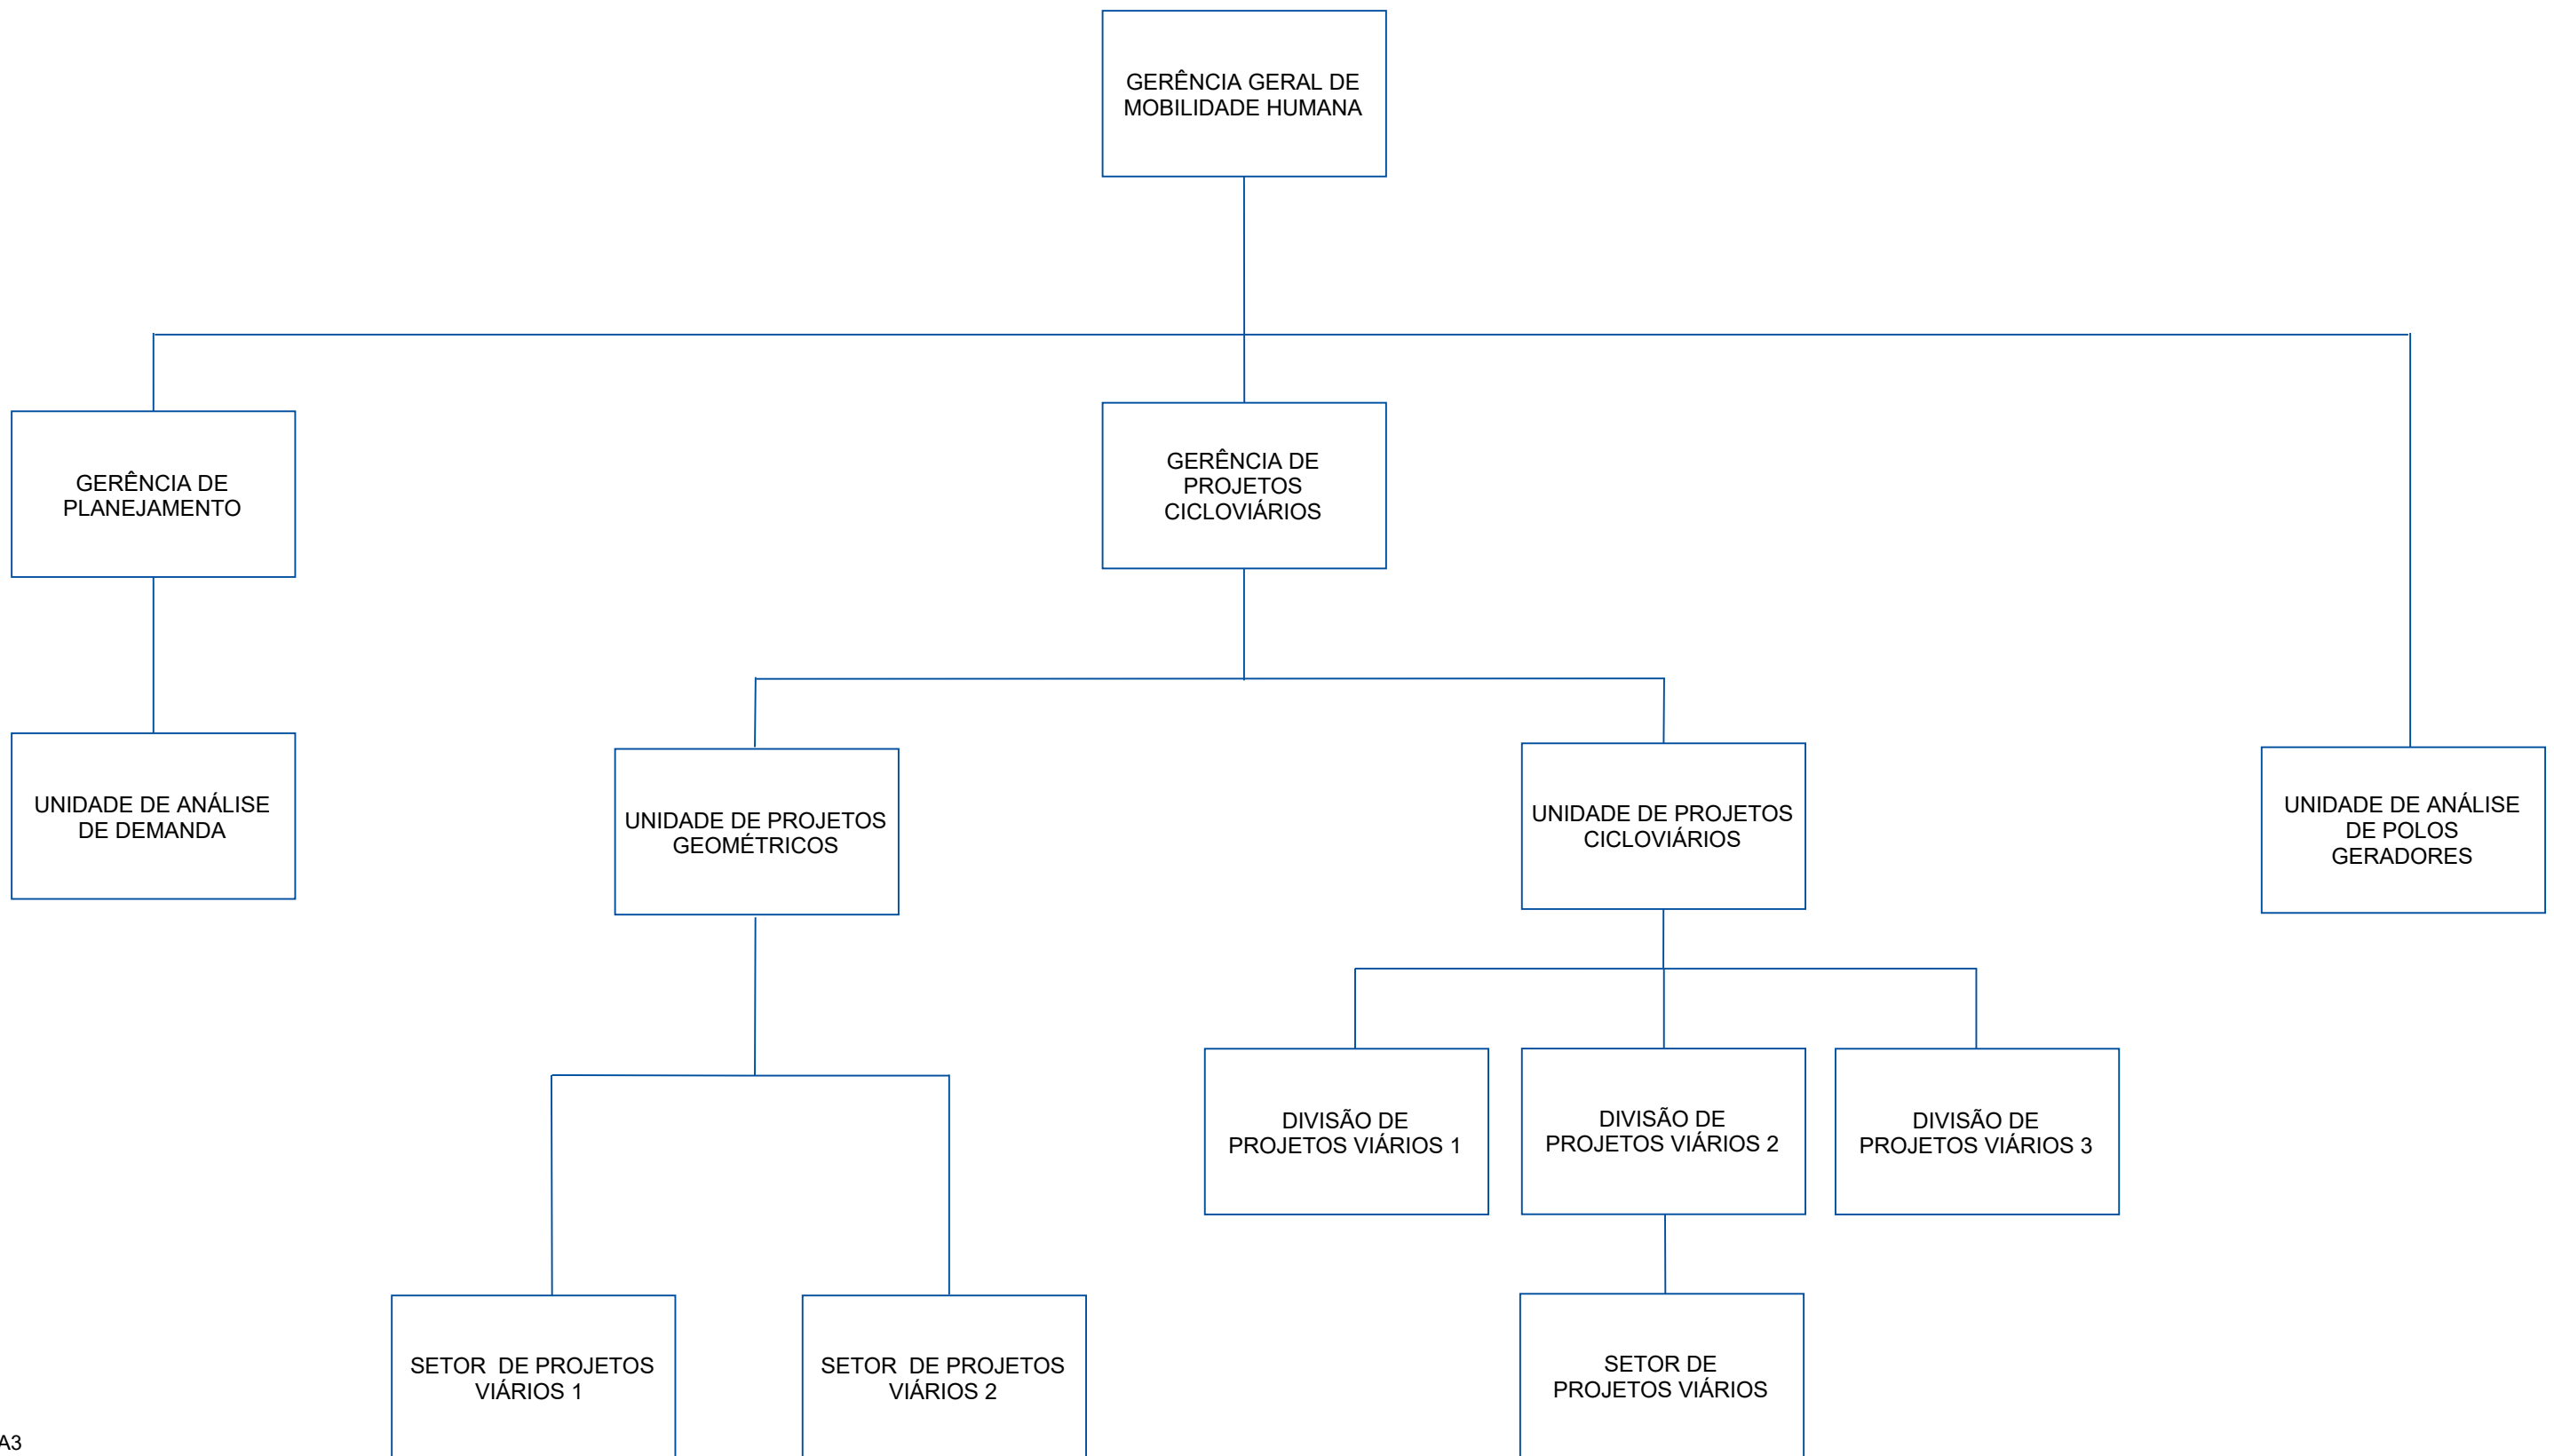 GERÊNCIA GERAL DE
MOBILIDADE HUMANA
GERÊNCIA DE
PLANEJAMENTO
GERÊNCIA DE
PROJETOS
CICLOVIÁRIOS
UNIDADE DE ANÁLISE
DE DEMANDA
UNIDADE DE PROJETOS
GEOMÉTRICOS
UNIDADE DE PROJETOS
CICLOVIÁRIOS
UNIDADE DE ANÁLISE
DE POLOS
GERADORES
DIVISÃO DE
PROJETOS VIÁRIOS 1
DIVISÃO DE
PROJETOS VIÁRIOS 2
DIVISÃO DE
PROJETOS VIÁRIOS 3
SETOR DE PROJETOS
VIÁRIOS 1
SETOR DE PROJETOS
VIÁRIOS 2
SETOR DE
PROJETOS VIÁRIOS
A3